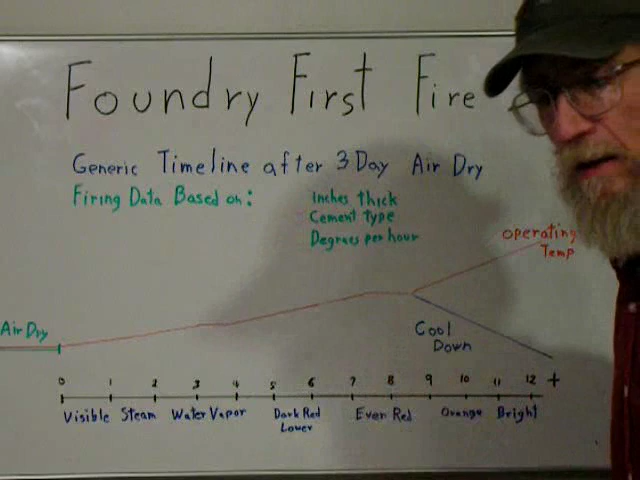 Foundry First Fire
Generic Timeline after 3 Day Air Dry
Firing Data Based on:
Inches thick
Cement type
Degrees per hour
Operating
Temp
Air Dry
Cool
Down
0 1 2 3 4 5 6 7 8 9 10 11 12 +
Visible Steam Water Vapor Dark Red Even Red Orange Bright
Lower